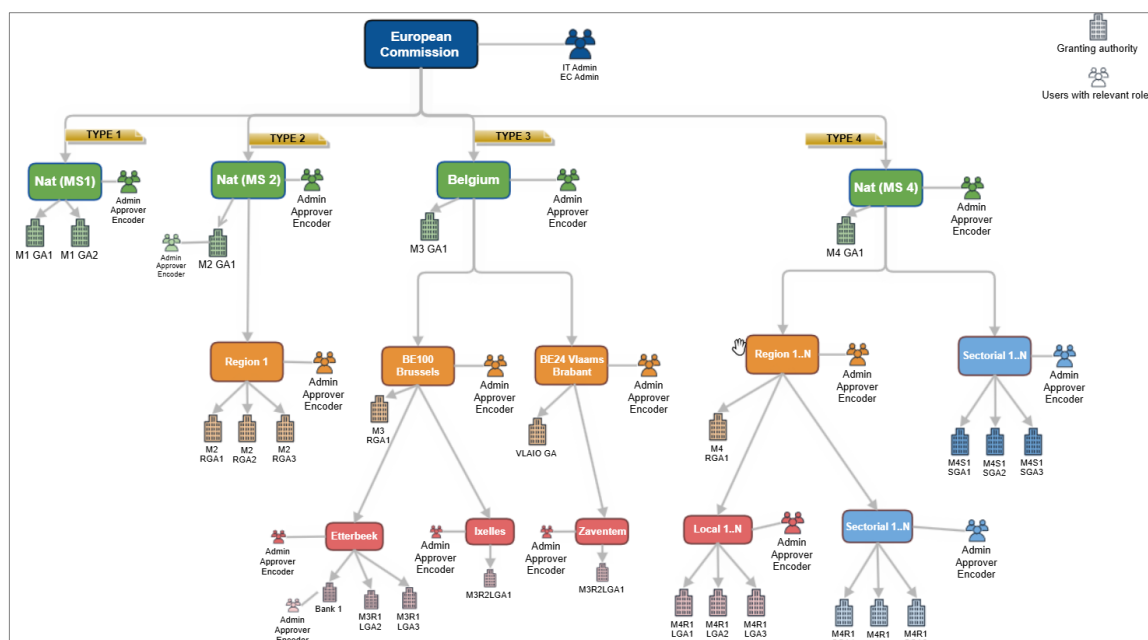 European
Commission
IT Admin
EC Admin
Granting authority
Users with relevant role
TYPE 1
TYPE 2
TYPE 3
TYPE 4
Nat (MS1)
Admin
Approver
Encoder
M1 GA1
M1 GA2
Nat (MS 2)
Admin
Approver
Encoder
Admin
Approver
Encoder
M2 GA1
Belgium
Admin
Approver
Encoder
M3 GA1
Nat (MS 4)
Admin
Approver
Encoder
M4 GA1
Region 1
Admin
Approver
Encoder
M2
RGA1
M2
RGA2
M2
RGA3
BE100
Brussels
Admin
Approver
Encoder
M3
RGA1
BE24 Vlaams
Brabant
Admin
Approver
Encoder
VLAIO GA
Region 1..N
Admin
Approver
Encoder
M4
RGA1
Sectorial 1..N
Admin
Approver
Encoder
M4S1
SGA1
M4S1
SGA2
M4S1
SGA3
Etterbeek
Admin
Approver
Encoder
Admin
Approver
Encoder
Bank 1
M3R1
LGA2
M3R1
LGA3
Ixelles
Admin
Approver
Encoder
M3R2LGA1
Zaventem
Admin
Approver
Encoder
M3R2LGA1
Local 1..N
Admin
Approver
Encoder
M4R1
LGA1
M4R1
LGA2
M4R1
LGA3
Sectorial 1..N
Admin
Approver
Encoder
M4R1
M4R1
M4R1